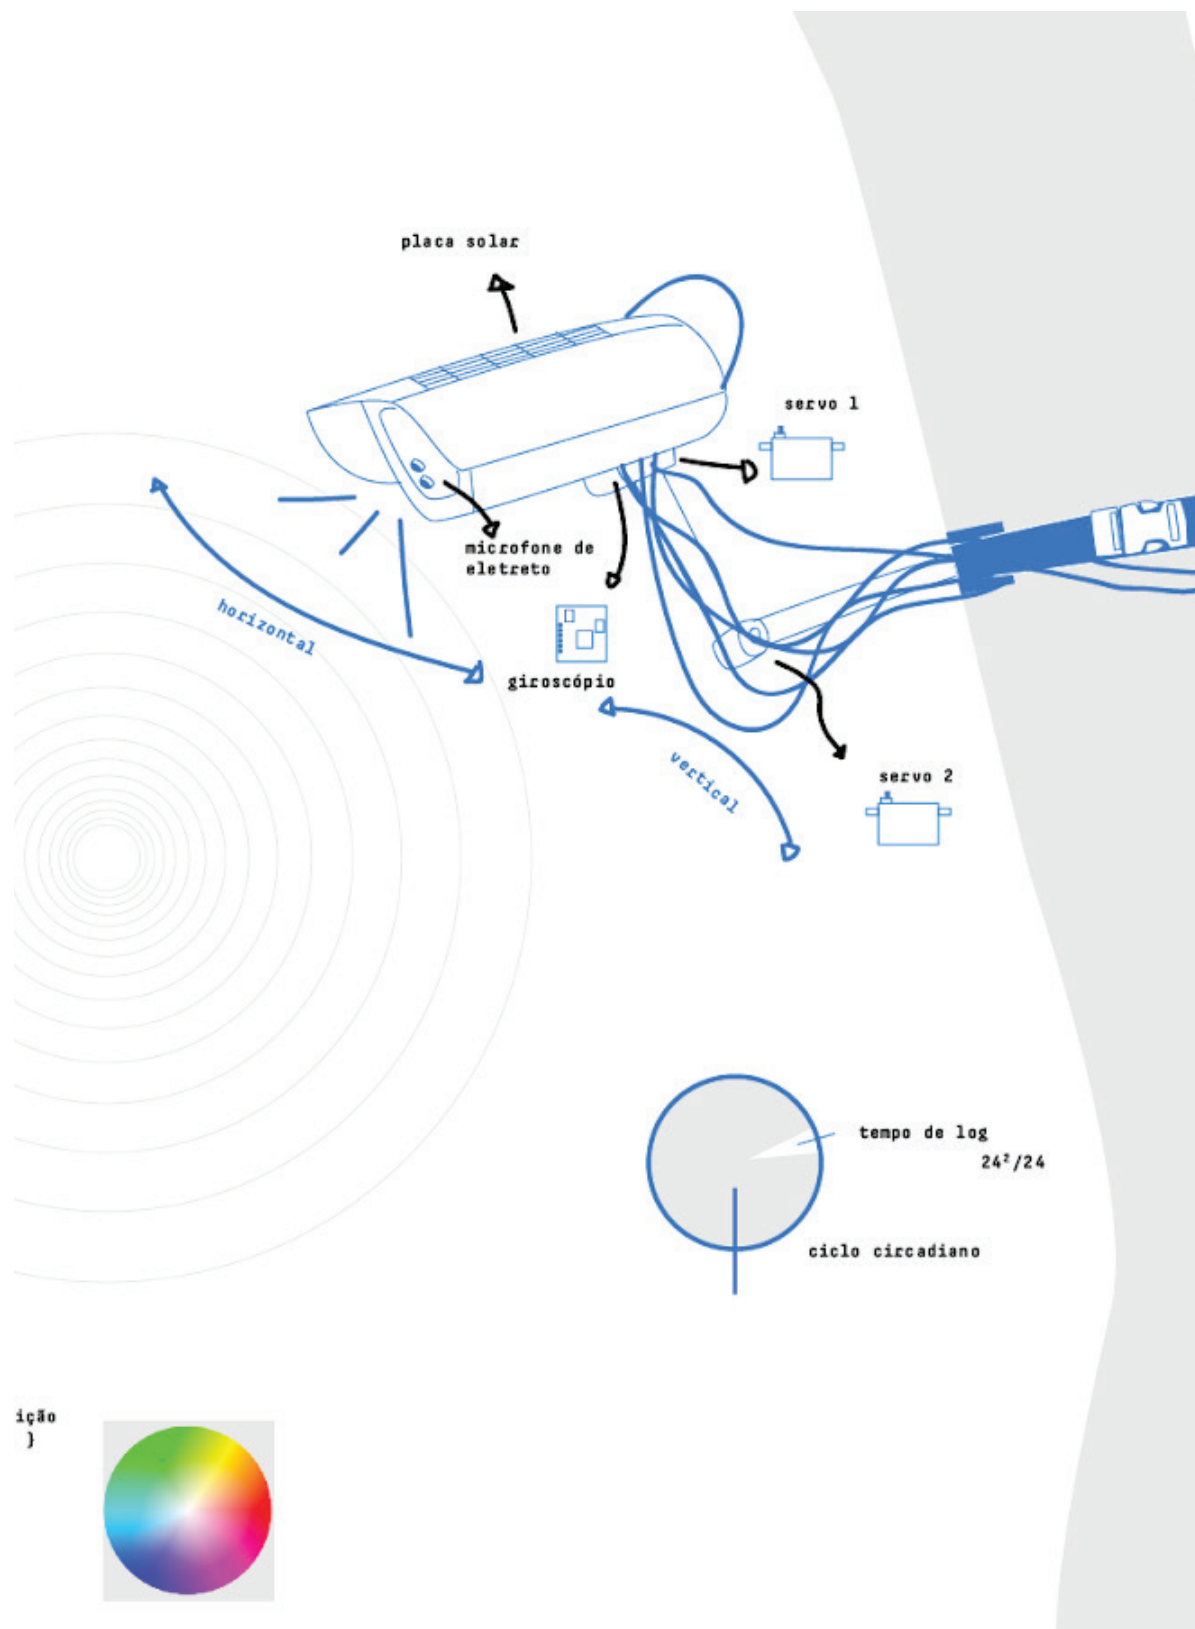 placa solar
servo 1
microfone de
eletreto
horizontal
giroscópio
vertical
servo 2
tempo de log
24²/24
ciclo circadiano
ição
}